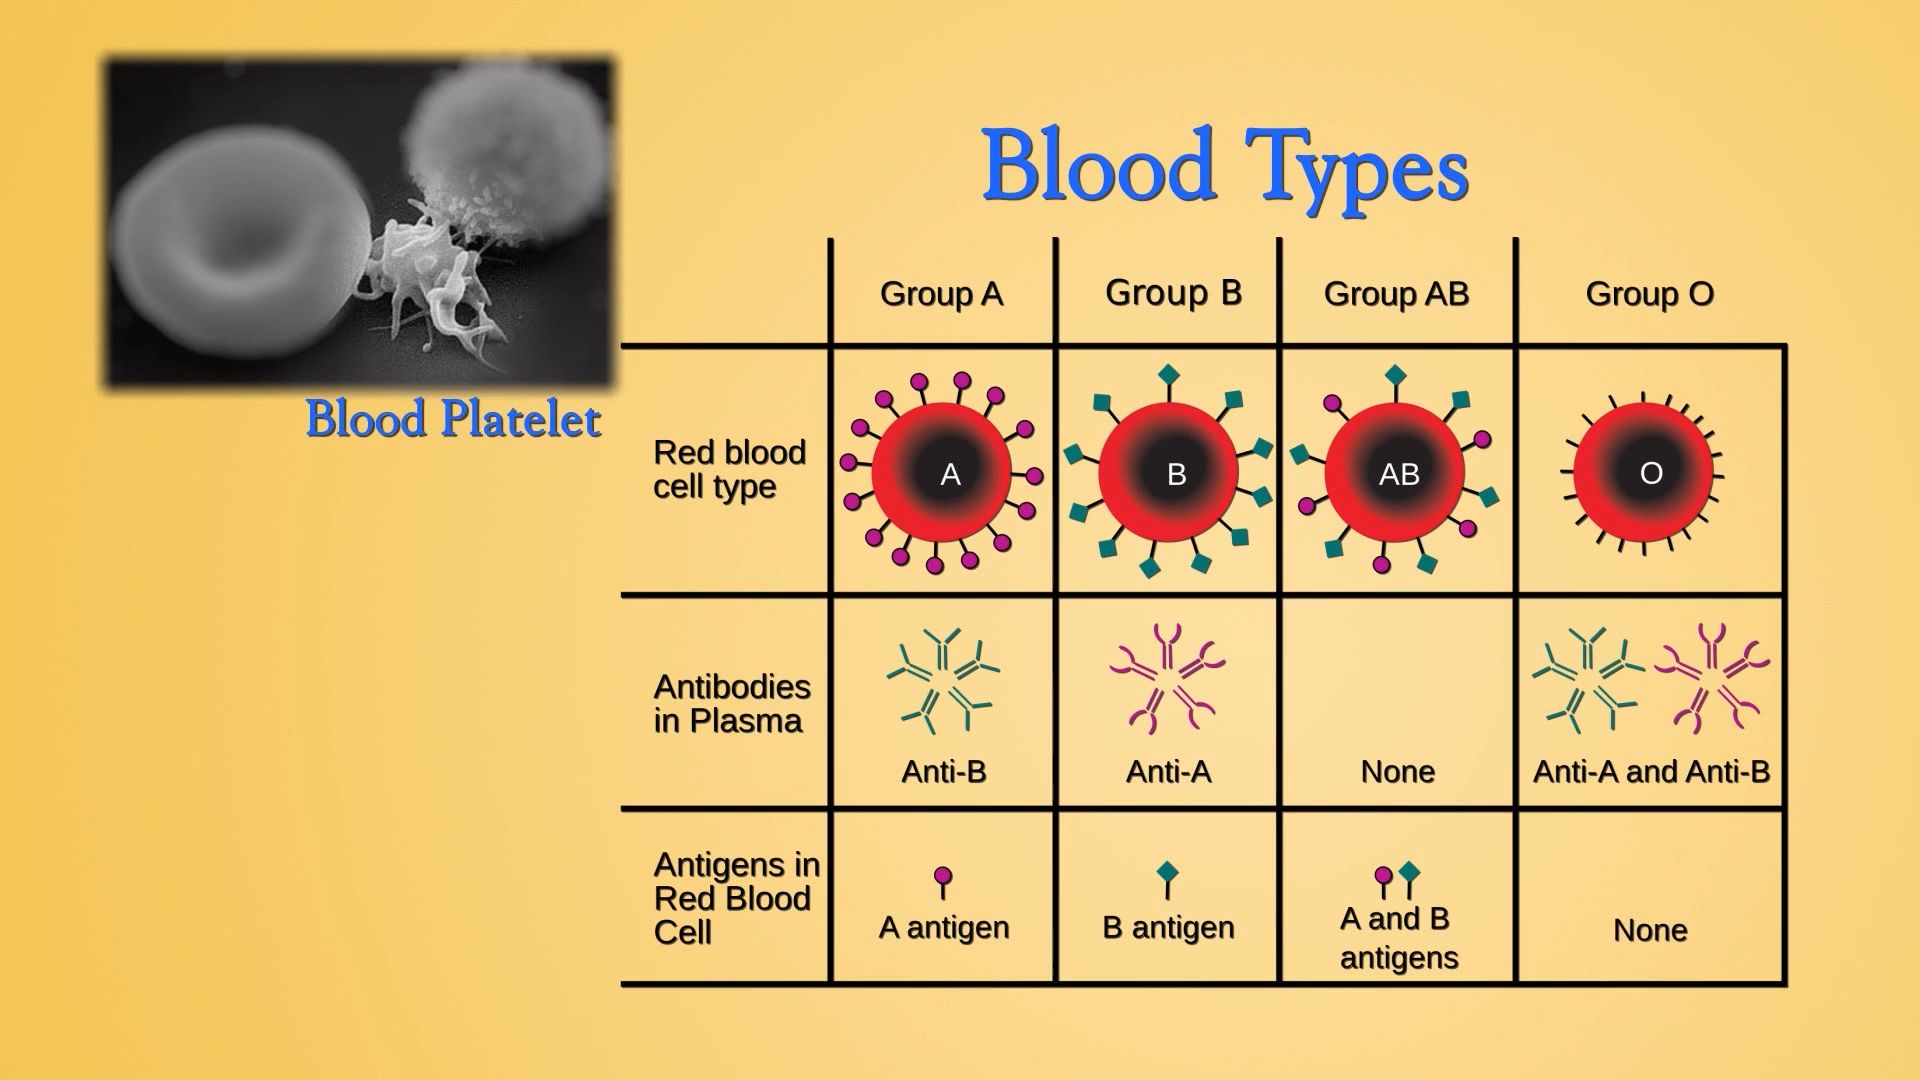 Blood Types
Blood Platelet
Group A
Group B
Group AB
Group O
Red blood
cell type
A
B
AB
O
Antibodies
in Plasma
Anti-B
Anti-A
None
Anti-A and Anti-B
Antigens in
Red Blood
Cell
A antigen
B antigen
A and B
antigens
None